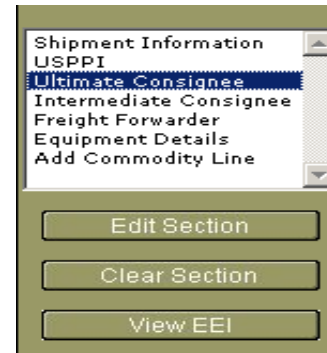 Shipment Information
USPPI
Ultimate Consignee
Intermediate Consignee
Freight Forwarder
Equipment Details
Add Commodity Line
Edit Section
Clear Section
View EEI